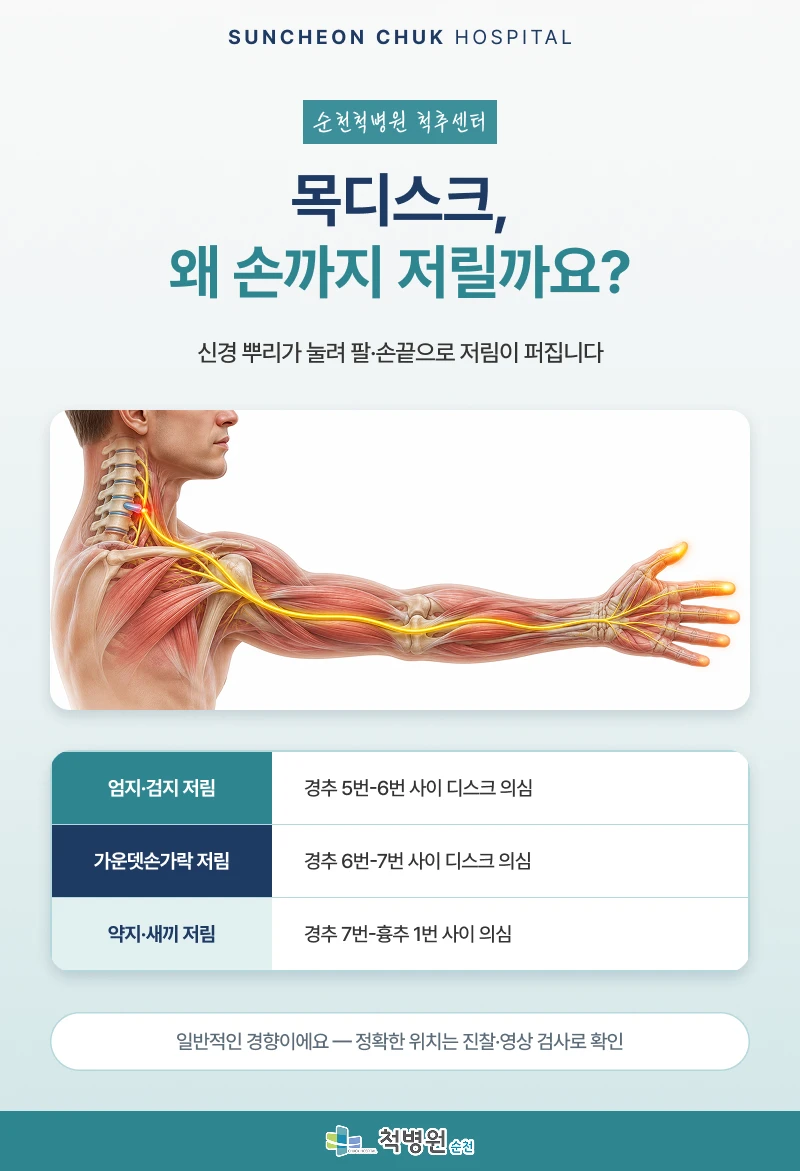 SUNCHEON CHUK HOSPITAL
순천척병원 척추센터
목디스크,
왜 손까지 저릴까요?
신경 뿌리가 눌려 팔·손끝으로 저림이 퍼집니다
엄지·검지 저림
경추 5번-6번 사이 디스크 의심
가운뎃손가락 저림
경추 6번-7번 사이 디스크 의심
약지·새끼 저림
경추 7번-흉추 1번 사이 의심
일반적인 경향이에요 — 정확한 위치는 진찰·영상 검사로 확인
척병원 순천